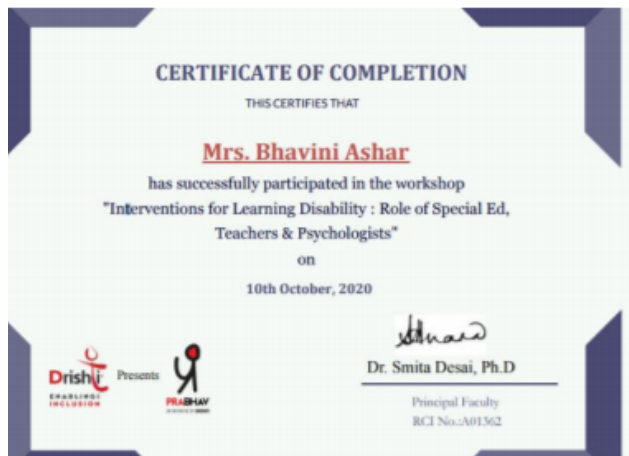 CERTIFICATE OF COMPLETION
THIS CERTIFIES THAT
Mrs. Bhavini Ashar
has successfully participated in the workshop
"Interventions for Learning Disability : Role of Special Ed,
Teachers & Psychologists"
on
10th October, 2020
Dr. Smita Desai, Ph.D
Principal Faculty
RCI No.:A01362
Drishti
ENABLING!
INCLUSION
Presents
PRABHAV